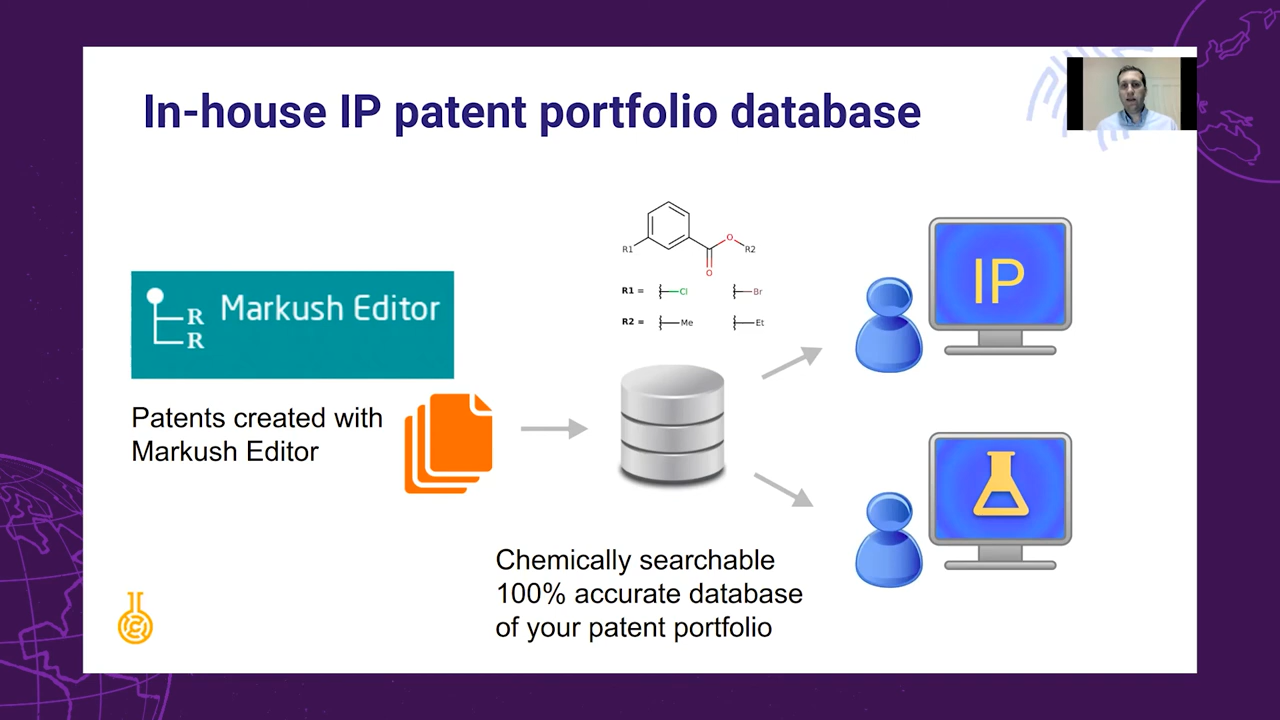 In-house IP patent portfolio database
R1
O
R2
O
R1 = Cl Br
R2 = Me Et
IP
R Markush Editor
R
Patents created with
Markush Editor
Chemically searchable
100% accurate database
of your patent portfolio
C